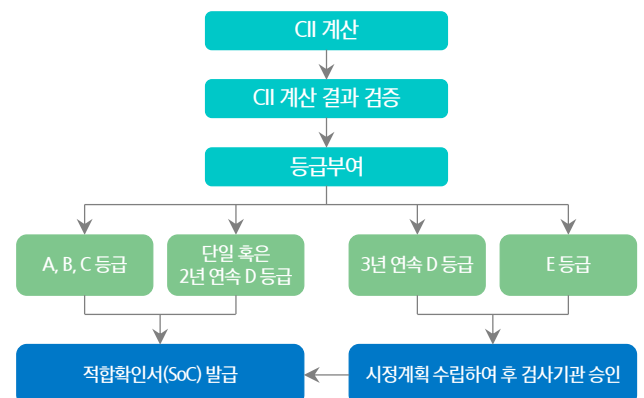 CII 계산
CII 계산 결과 검증
등급부여
A, B, C 등급
단일 혹은
2년 연속 D 등급
3년 연속 D 등급
E 등급
적합확인서(SoC) 발급
시정계획 수립하여 후 검사기관 승인